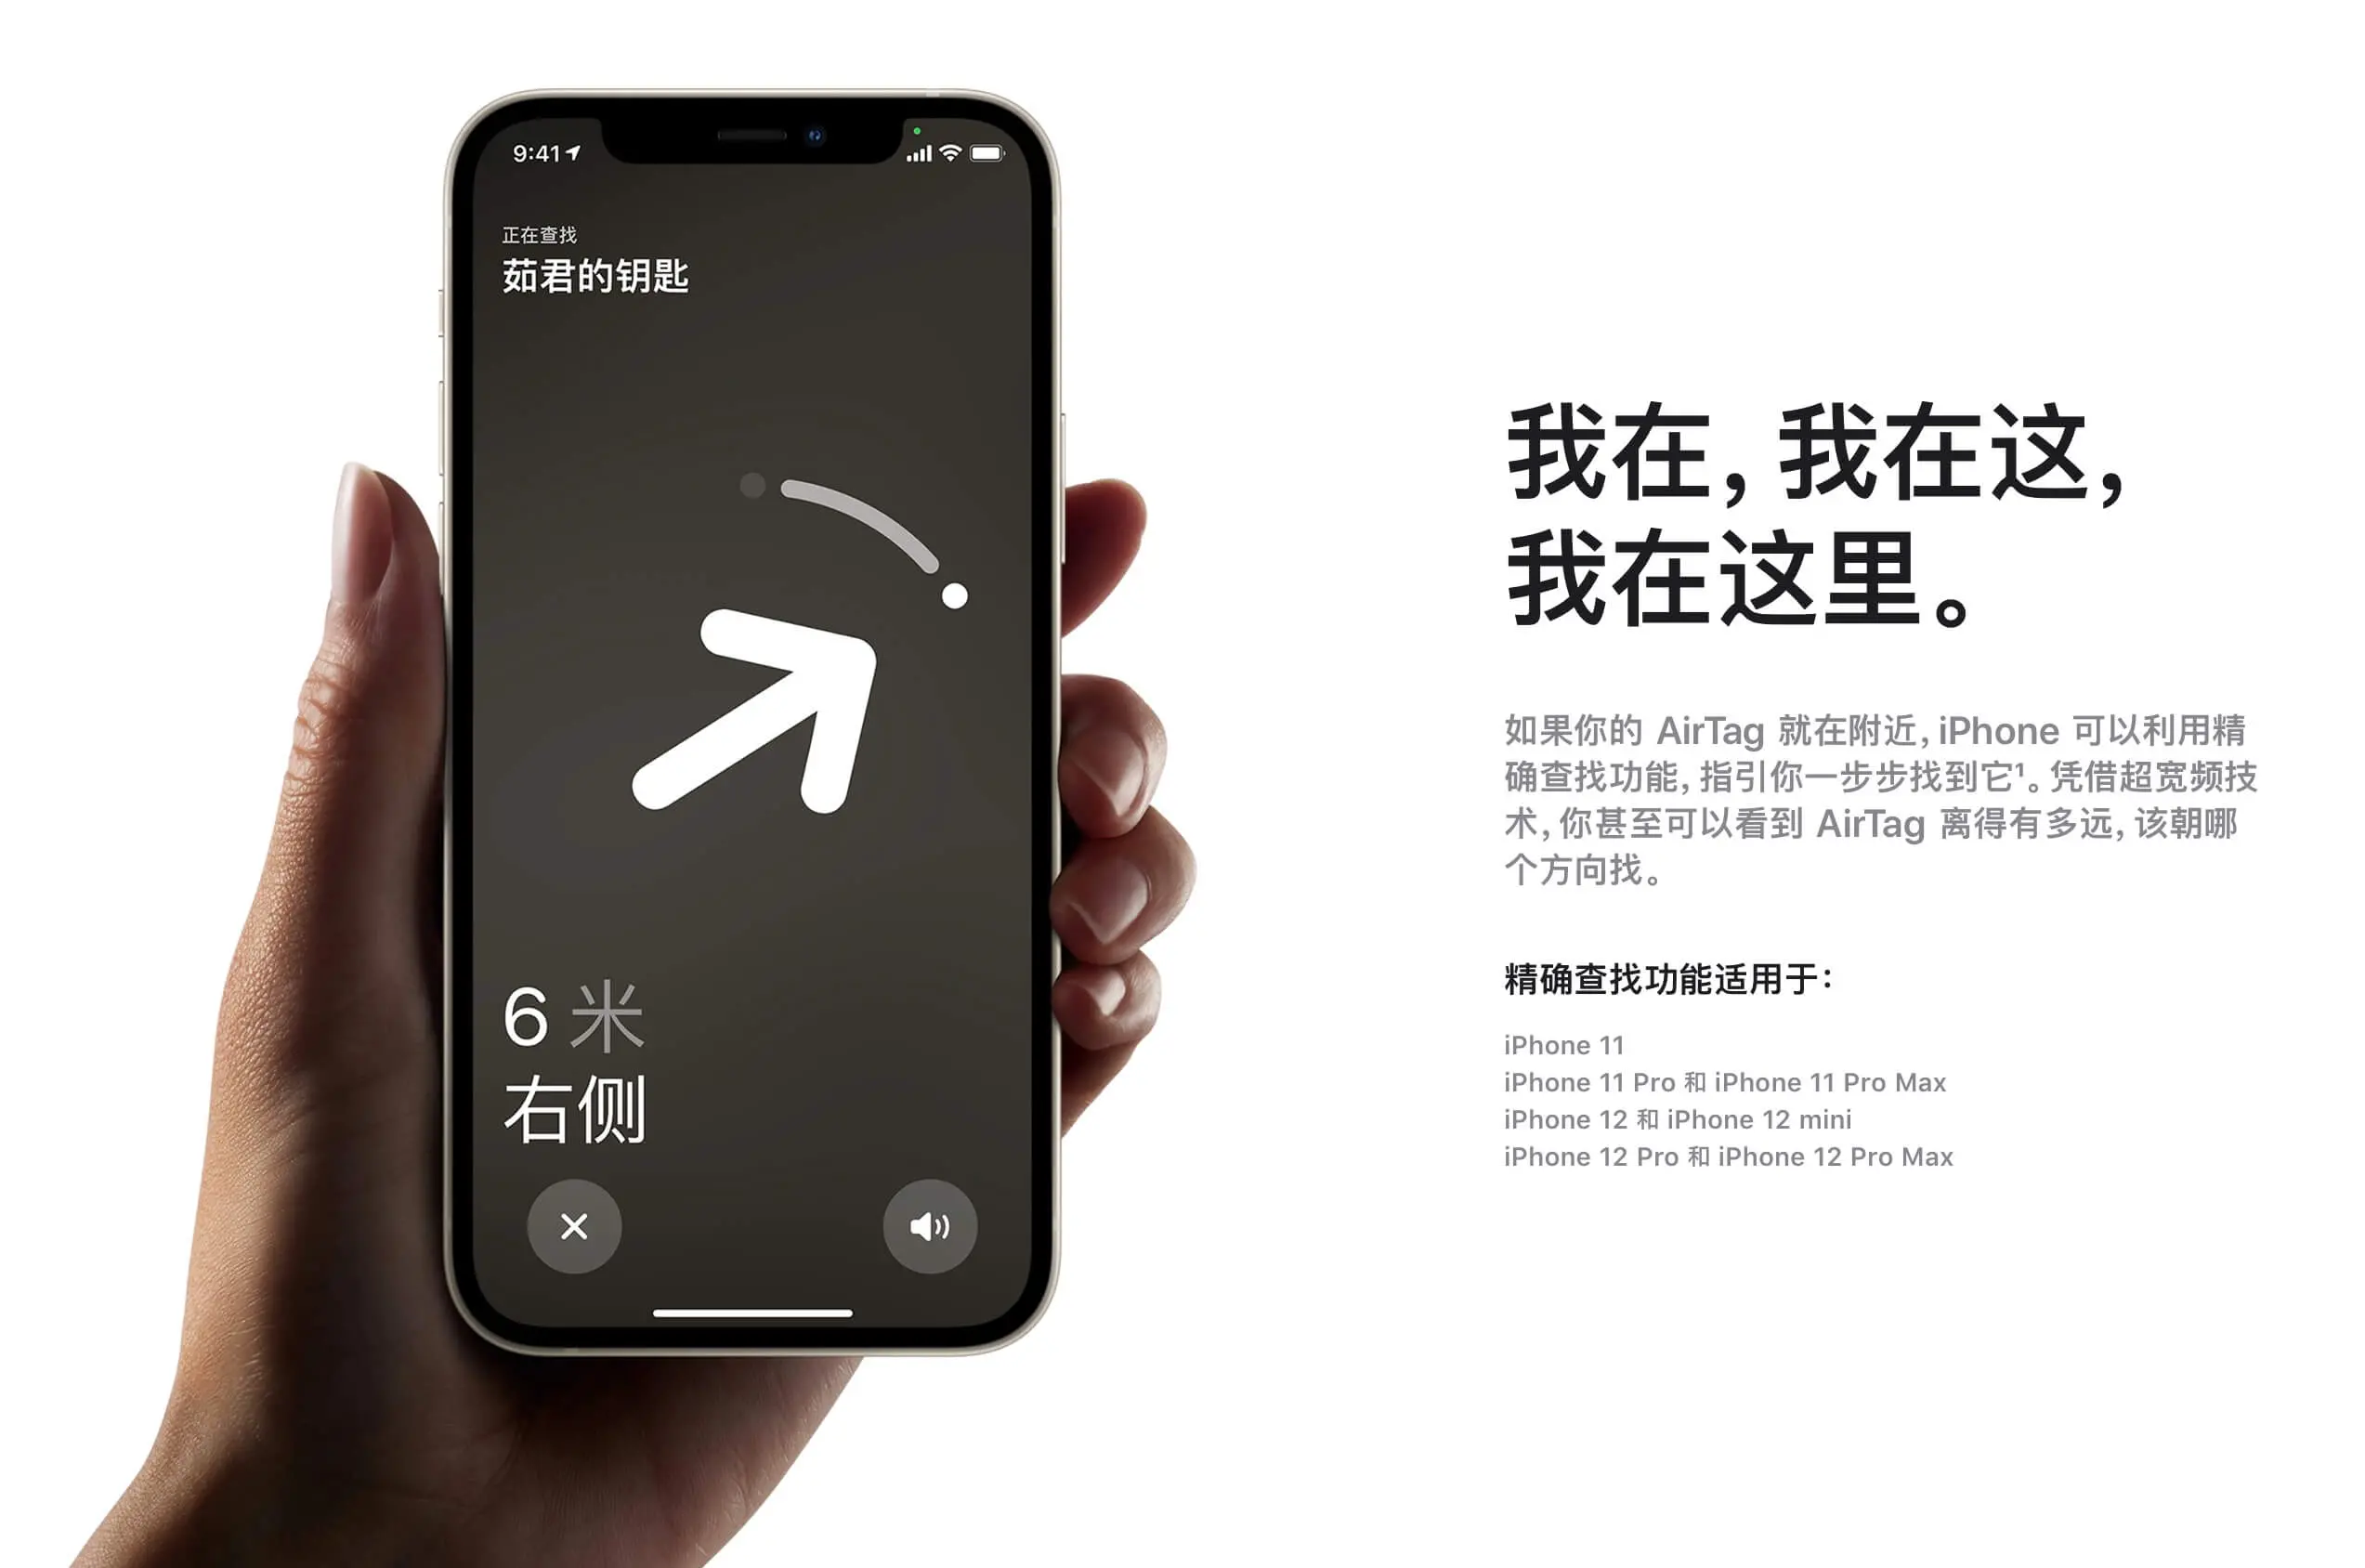 9:41
正在查找
茹君的钥匙
6 米
右侧
我在，我在这，
我在这里。
如果你的 AirTag 就在附近，iPhone 可以利用精
确查找功能，指引你一步步找到它¹。凭借超宽频技
术，你甚至可以看到 AirTag 离得有多远，该朝哪
个方向找。
精确查找功能适用于：
iPhone 11
iPhone 11 Pro 和 iPhone 11 Pro Max
iPhone 12 和 iPhone 12 mini
iPhone 12 Pro 和 iPhone 12 Pro Max